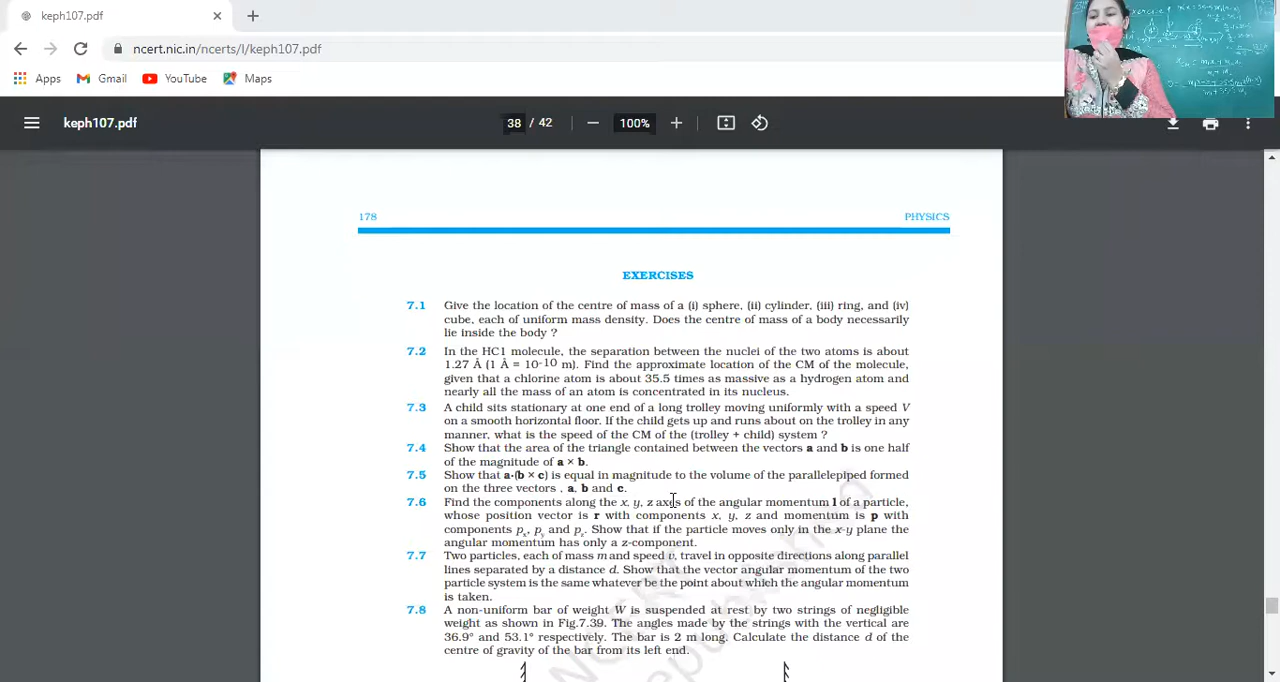 keph107.pdf
ncert.nic.in/ncerts/l/keph107.pdf
Apps Gmail YouTube Maps
keph107.pdf 38 / 42 100%
178 PHYSICS
EXERCISES
7.1 Give the location of the centre of mass of a (i) sphere, (ii) cylinder, (iii) ring, and (iv)
cube, each of uniform mass density. Does the centre of mass of a body necessarily
lie inside the body ?
7.2 In the HC1 molecule, the separation between the nuclei of the two atoms is about
1.27 Å (1 Å = 10-10 m). Find the approximate location of the CM of the molecule,
given that a chlorine atom is about 35.5 times as massive as a hydrogen atom and
nearly all the mass of an atom is concentrated in its nucleus.
7.3 A child sits stationary at one end of a long trolley moving uniformly with a speed V
on a smooth horizontal floor. If the child gets up and runs about on the trolley in any
manner, what is the speed of the CM of the (trolley + child) system ?
7.4 Show that the area of the triangle contained between the vectors a and b is one half
of the magnitude of a × b.
7.5 Show that a.(b × c) is equal in magnitude to the volume of the parallelepiped formed
on the three vectors , a, b and c.
7.6 Find the components along the x, y, z axes of the angular momentum l of a particle,
whose position vector is r with components x, y, z and momentum is p with
components px, py and pz. Show that if the particle moves only in the x-y plane the
angular momentum has only a z-component.
7.7 Two particles, each of mass m and speed v, travel in opposite directions along parallel
lines separated by a distance d. Show that the vector angular momentum of the two
particle system is the same whatever be the point about which the angular momentum
is taken.
7.8 A non-uniform bar of weight W is suspended at rest by two strings of negligible
weight as shown in Fig.7.39. The angles made by the strings with the vertical are
36.9° and 53.1° respectively. The bar is 2 m long. Calculate the distance d of the
centre of gravity of the bar from its left end.